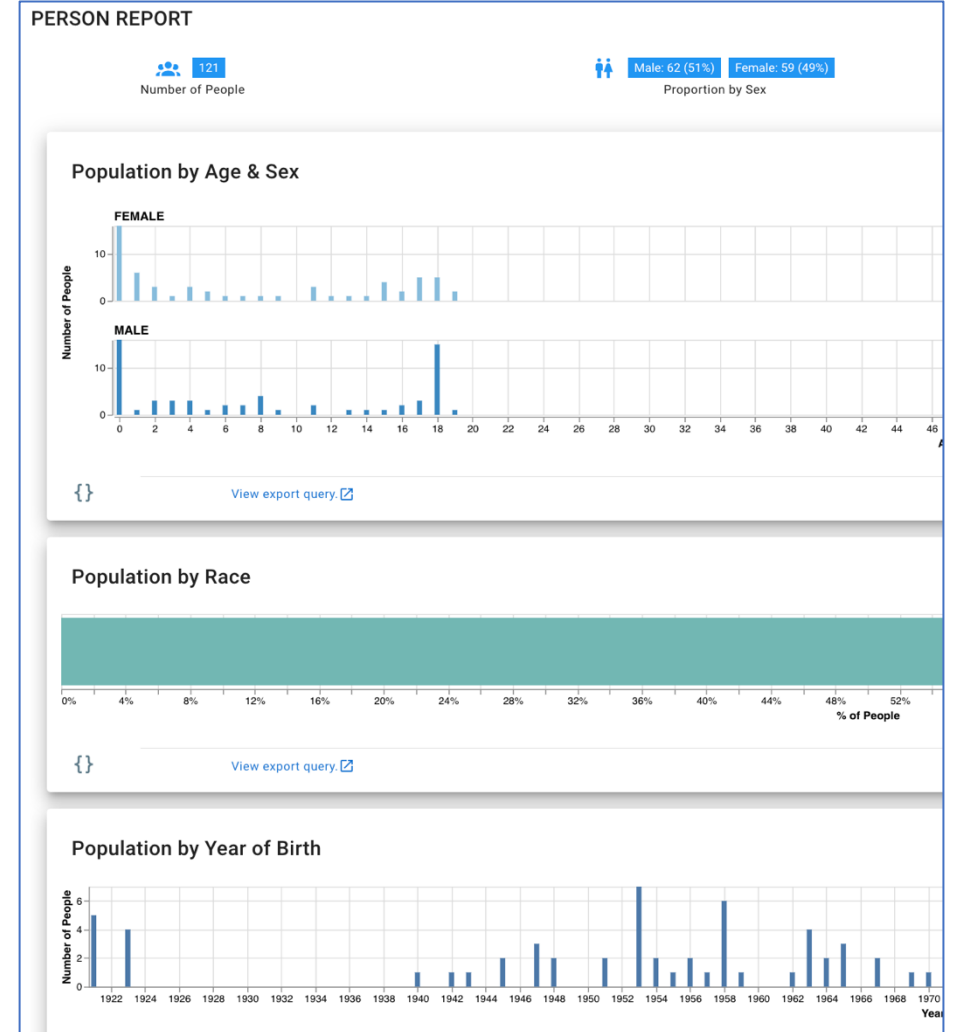 PERSON REPORT
121
Number of People
Male: 62 (51%) Female: 59 (49%)
Proportion by Sex
Population by Age & Sex
FEMALE
10
0
Number of People
MALE
10
0
0 2 4 6 8 10 12 14 16 18 20 22 24 26 28 30 32 34 36 38 40 42 44 46
{} View export query.
Population by Race
0% 4% 8% 12% 16% 20% 24% 28% 32% 36% 40% 44% 48% 52%
% of People
{} View export query.
Population by Year of Birth
Number of People
6
4
2
0
1922 1924 1926 1928 1930 1932 1934 1936 1938 1940 1942 1944 1946 1948 1950 1952 1954 1956 1958 1960 1962 1964 1966 1968 1970